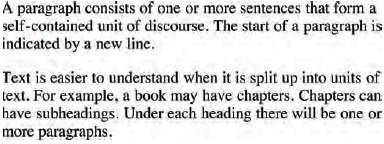 A paragraph consists of one or more sentences that form a
self-contained unit of discourse. The start of a paragraph is
indicated by a new line.

Text is easier to understand when it is split up into units of
text. For example, a book may have chapters. Chapters can
have subheadings. Under each heading there will be one or
more paragraphs.